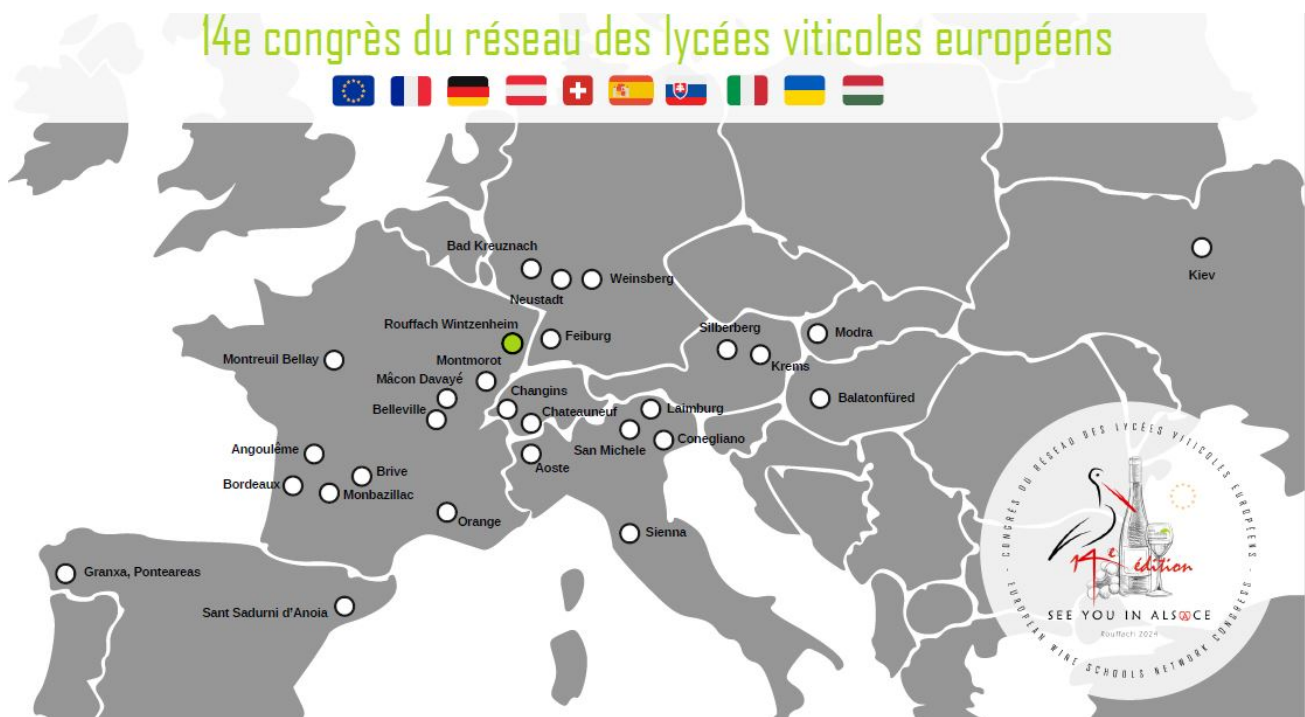 14e congrès du réseau des lycées viticoles européens
Bad Kreuznach
Neustadt
Weinsberg
Kiev
Rouffach Wintzenheim
Feiburg
Silberberg
Krems
Modra
Montreuil Bellay
Montmorot
Mâcon Davayé
Belleville
Changins
Chateauneuf
Laimburg
San Michele
Conegliano
Balatonfüred
Angoulême
Brive
Bordeaux
Monbazillac
Aoste
Orange
Sienna
Granxa, Ponteareas
Sant Sadurni d'Anoia
- CONGRÈS DU RÉSEAU DES LYCÉES VITICOLES EUROPÉENS -
14e édition
SEE YOU IN ALSACE
Rouffach 2024
EUROPEAN WINE SCHOOLS NETWORK CONGRESS